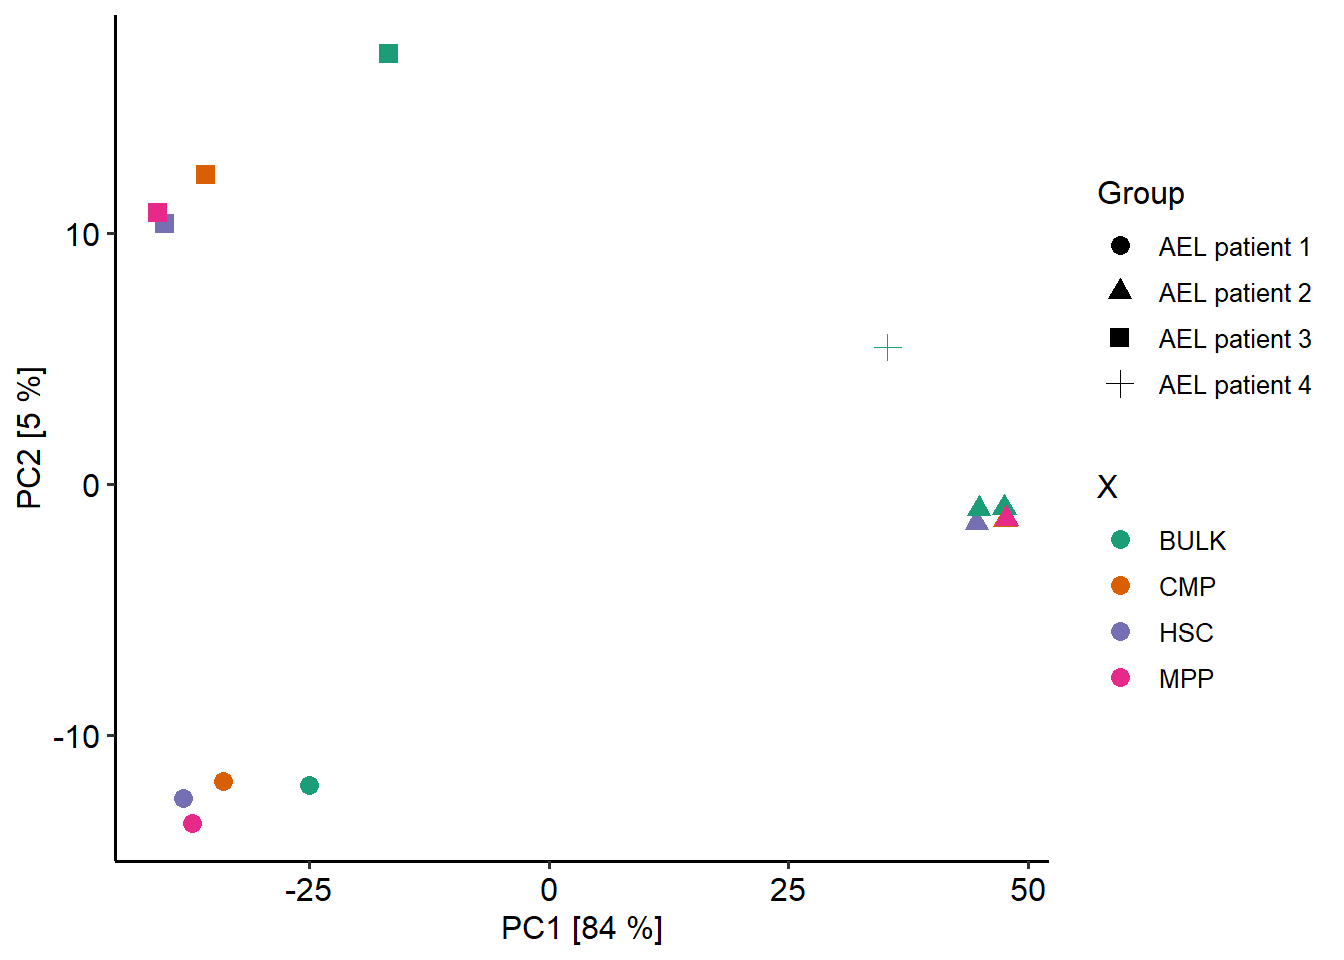 10
0
-10
PC2 [5 %]
-25
0
25
50
PC1 [84 %]
Group
AEL patient 1
AEL patient 2
AEL patient 3
AEL patient 4
X
BULK
CMP
HSC
MPP